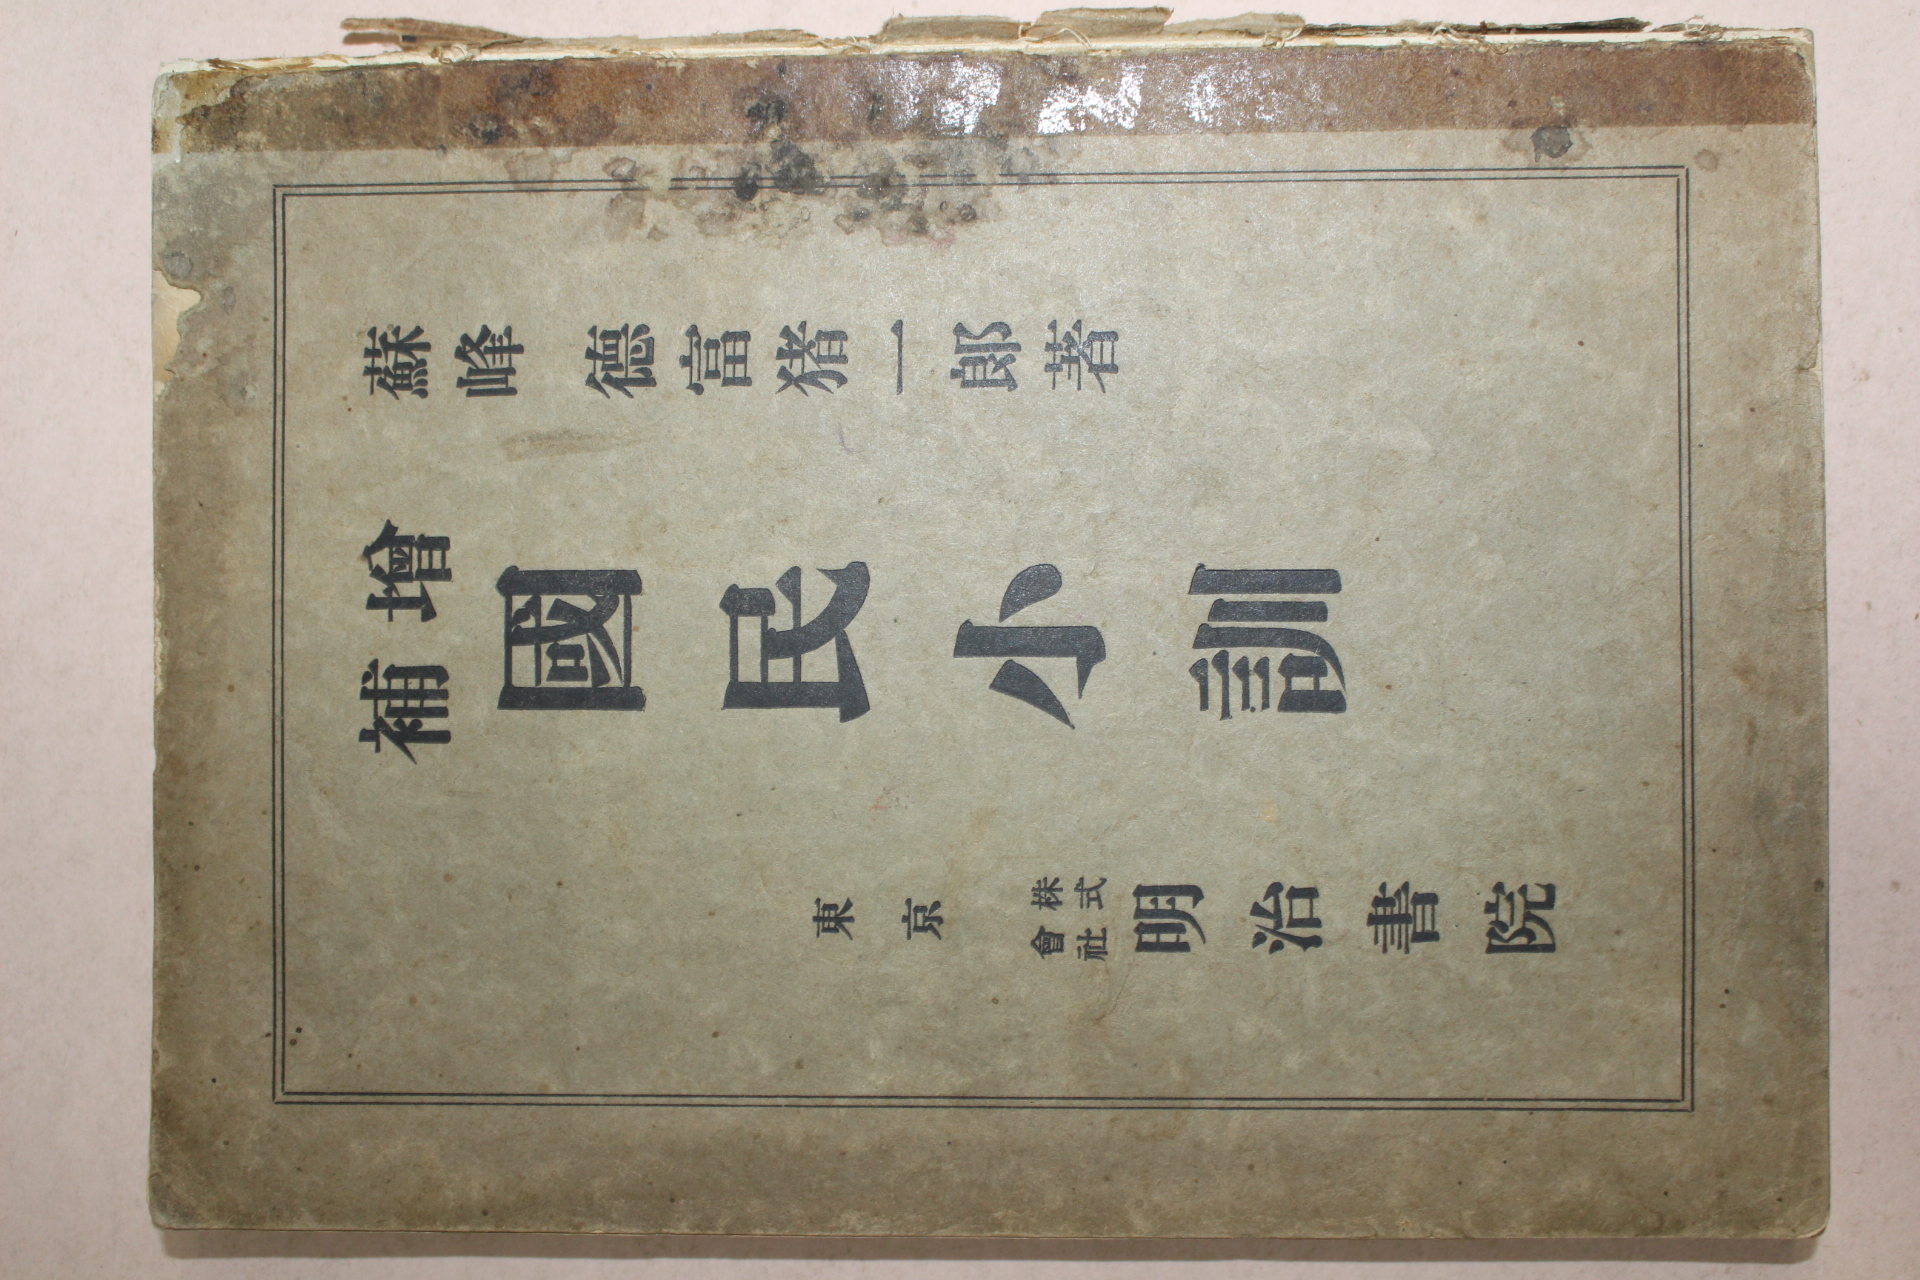 蘇峰 德富猪一郎著
增補
國民小訓
東京 株式會社 明治書院